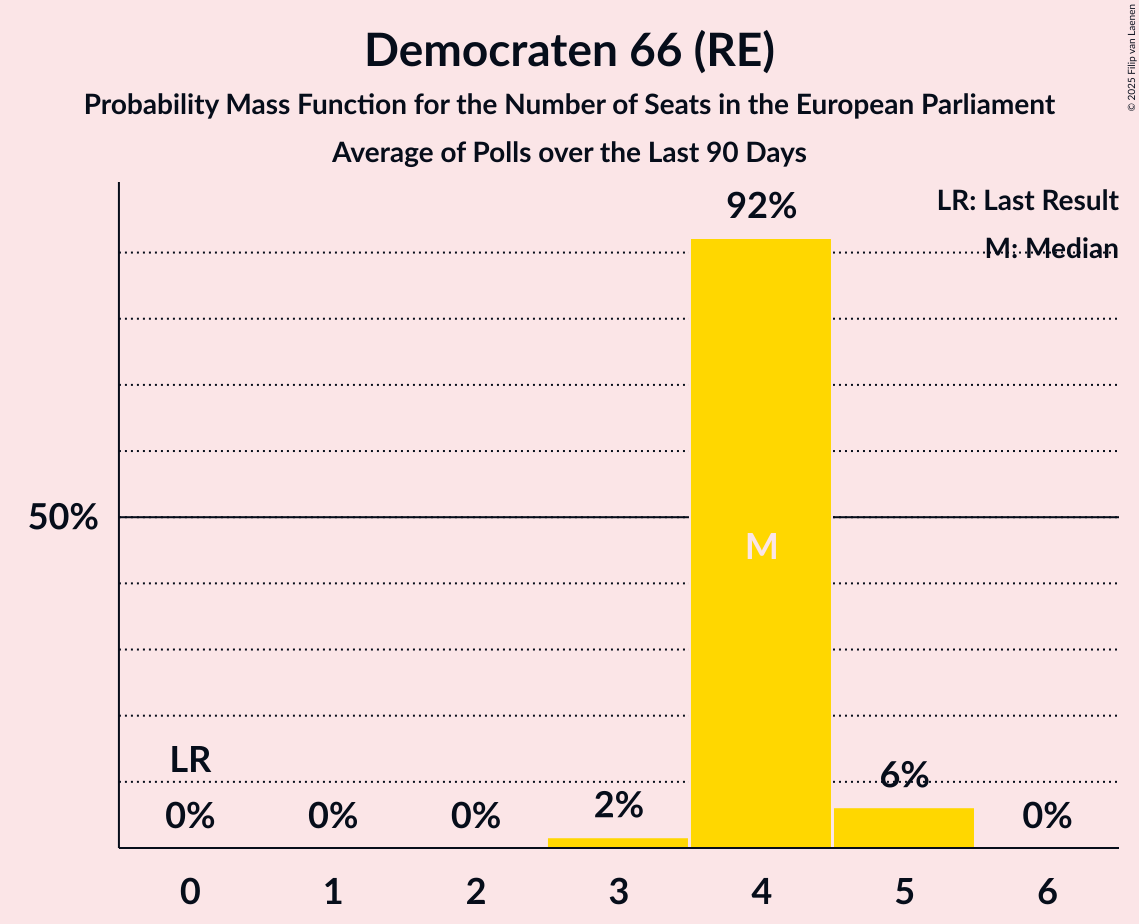 Democraten 66 (RE)
Probability Mass Function for the Number of Seats in the European Parliament
Average of Polls over the Last 90 Days
© 2025 Filip van Laenen
LR: Last Result
M: Median
92%
50%
M
LR
0%
0%
0%
2%
6%
0%
0
1
2
3
4
5
6